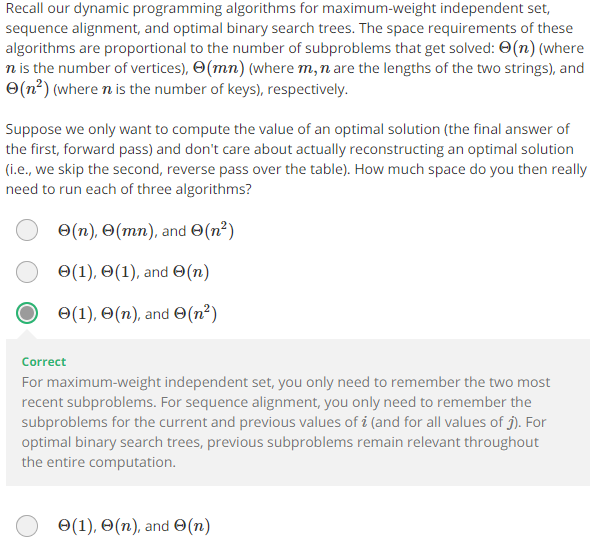 Recall our dynamic programming algorithms for maximum-weight independent set,
sequence alignment, and optimal binary search trees. The space requirements of these
algorithms are proportional to the number of subproblems that get solved: Θ(n) (where
n is the number of vertices), Θ(mn) (where m, n are the lengths of the two strings), and
Θ(n²) (where n is the number of keys), respectively.
Suppose we only want to compute the value of an optimal solution (the final answer of
the first, forward pass) and don't care about actually reconstructing an optimal solution
(i.e., we skip the second, reverse pass over the table). How much space do you then really
need to run each of three algorithms?
Θ(n), Θ(mn), and Θ(n²)
Θ(1), Θ(1), and Θ(n)
Θ(1), Θ(n), and Θ(n²)
Correct
For maximum-weight independent set, you only need to remember the two most
recent subproblems. For sequence alignment, you only need to remember the
subproblems for the current and previous values of i (and for all values of j). For
optimal binary search trees, previous subproblems remain relevant throughout
the entire computation.
Θ(1), Θ(n), and Θ(n)